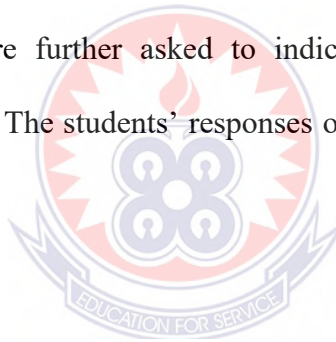 re further asked to indic
The students’ responses o
EDUCATION FOR SERVICE